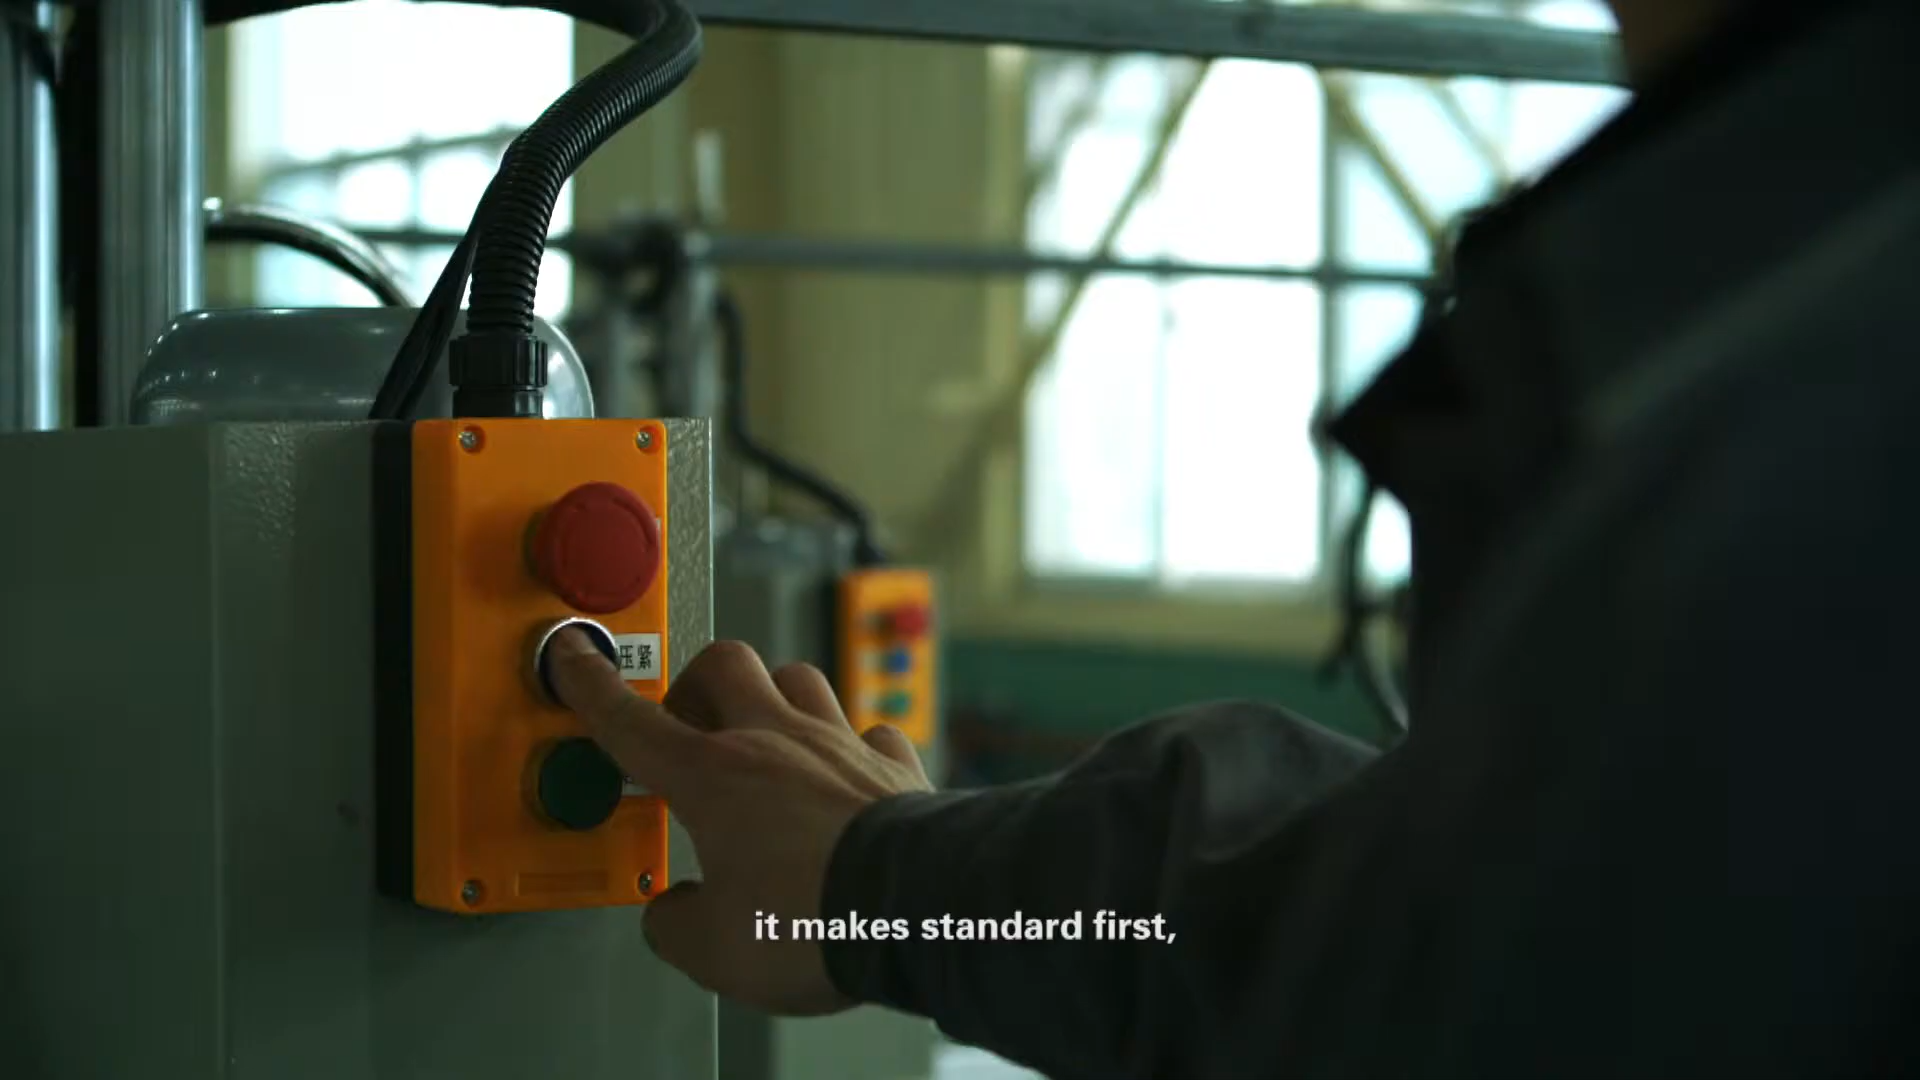 压紧
it makes standard first,